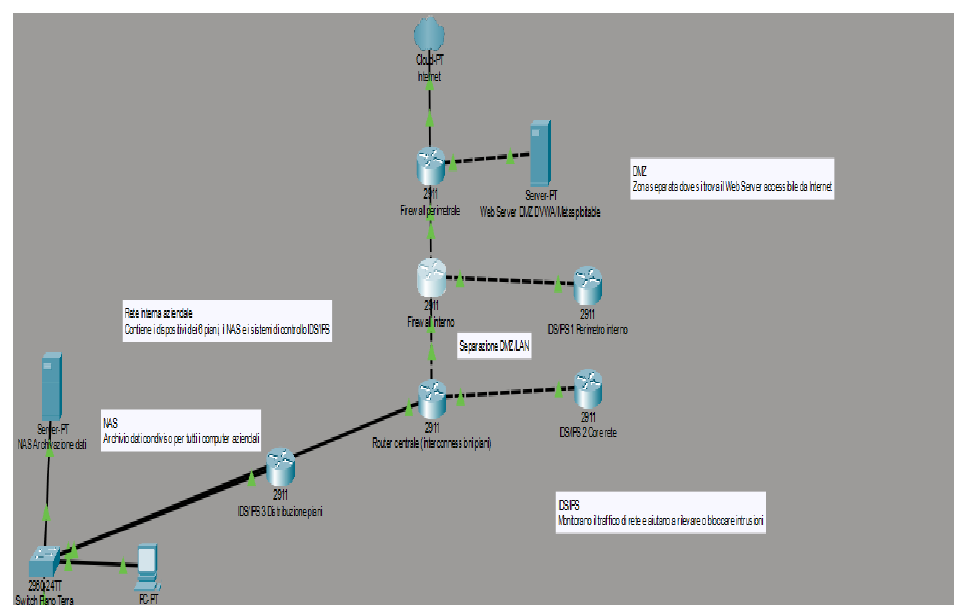 Cloud-PT
Internet
2911
Firewall perimetrale
Server-PT
Web Server DMZ DVWA/Metasploitable
DMZ
Zona separata dove si trova il Web Server accessibile da Internet
2911
Firewall interno
2911
IDS/IPS 1 Perimetro interno
Rete interna aziendale
Contiene i dispositivi dei 6 piani, il NAS e i sistemi di controllo IDS/IPS
Separazione DMZ/LAN
2911
Router centrale (interconnessioni piani)
2911
IDS/IPS 2 Core rete
Server-PT
NAS Archivazione dati
NAS
Archivio dati condiviso per tutti i computer aziendali
2911
IDS/IPS 3 Distribuzione piani
IDS/IPS
Monitorano il traffico di rete e aiutano a rilevare o bloccare intrusioni
2960-24TT
Switch Piano Terra
PC-PT